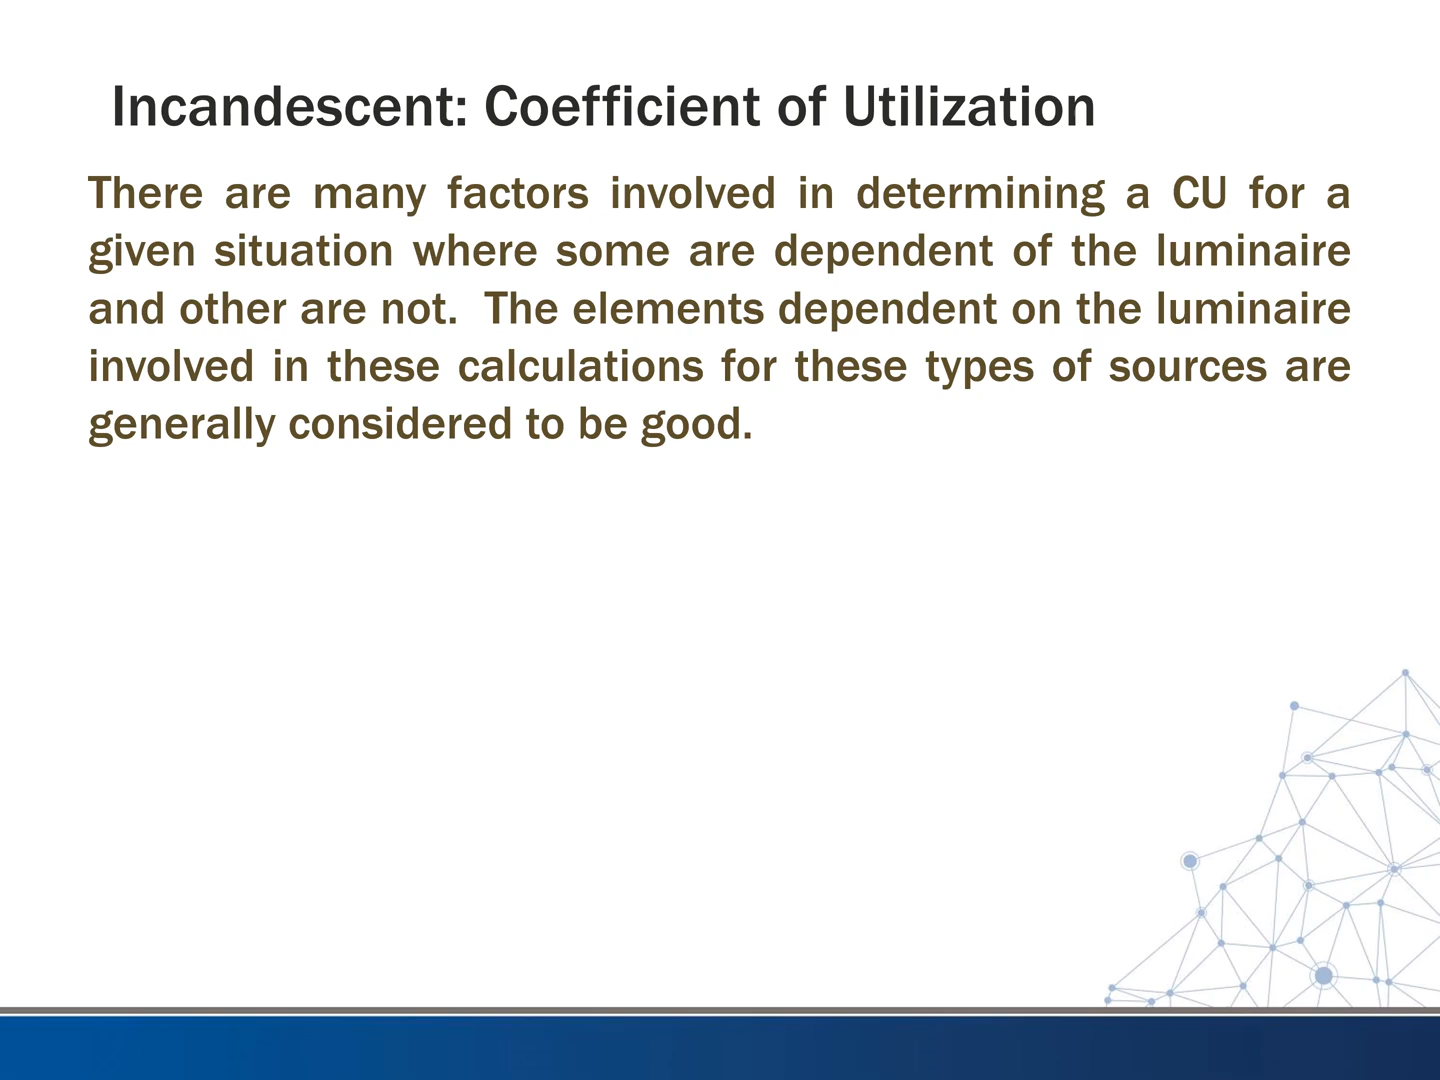 Incandescent: Coefficient of Utilization
There are many factors involved in determining a CU for a
given situation where some are dependent of the luminaire
and other are not. The elements dependent on the luminaire
involved in these calculations for these types of sources are
generally considered to be good.